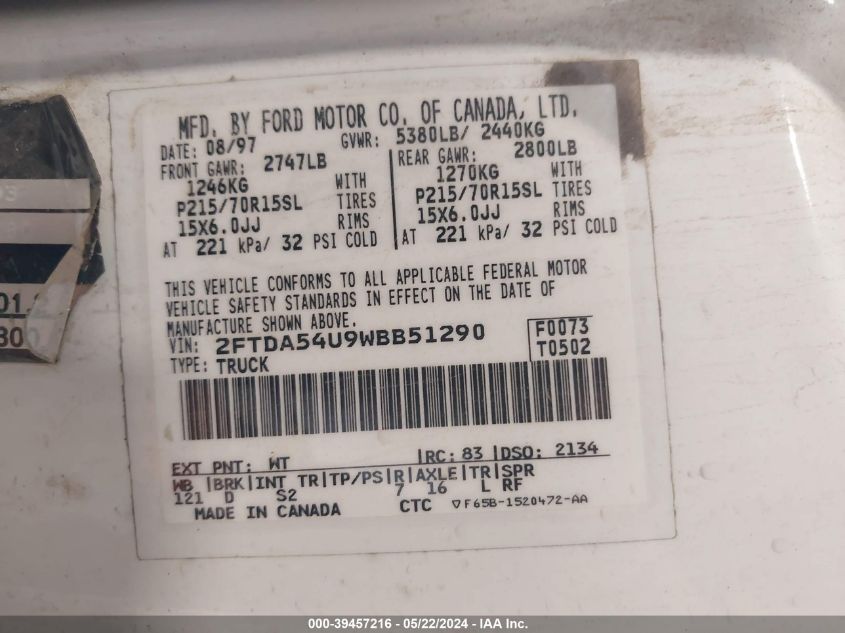 MFD. BY FORD MOTOR CO. OF CANADA, LTD.
DATE: 08/97 GVWR: 5380LB/ 2440KG
FRONT GAWR: 2747LB REAR GAWR: 2800LB
1246KG WITH 1270KG WITH
P215/70R15SL TIRES P215/70R15SL TIRES
15X6.0JJ RIMS 15X6.0JJ RIMS
AT 221 kPa/ 32 PSI COLD AT 221 kPa/ 32 PSI COLD
THIS VEHICLE CONFORMS TO ALL APPLICABLE FEDERAL MOTOR
VEHICLE SAFETY STANDARDS IN EFFECT ON THE DATE OF
MANUFACTURE SHOWN ABOVE.
VIN: 2FTDA54U9WBB51290 F0073
TYPE: TRUCK T0502
EXT PNT: WT |RC: 83 |DSO: 2134
WB |BRK|INT TR|TP/PS|R|AXLE|TR|SPR
121 D S2 7 16 L RF
MADE IN CANADA CTC ▽F65B-1520472-AA
000-39457216 - 05/22/2024 - IAAI.com.